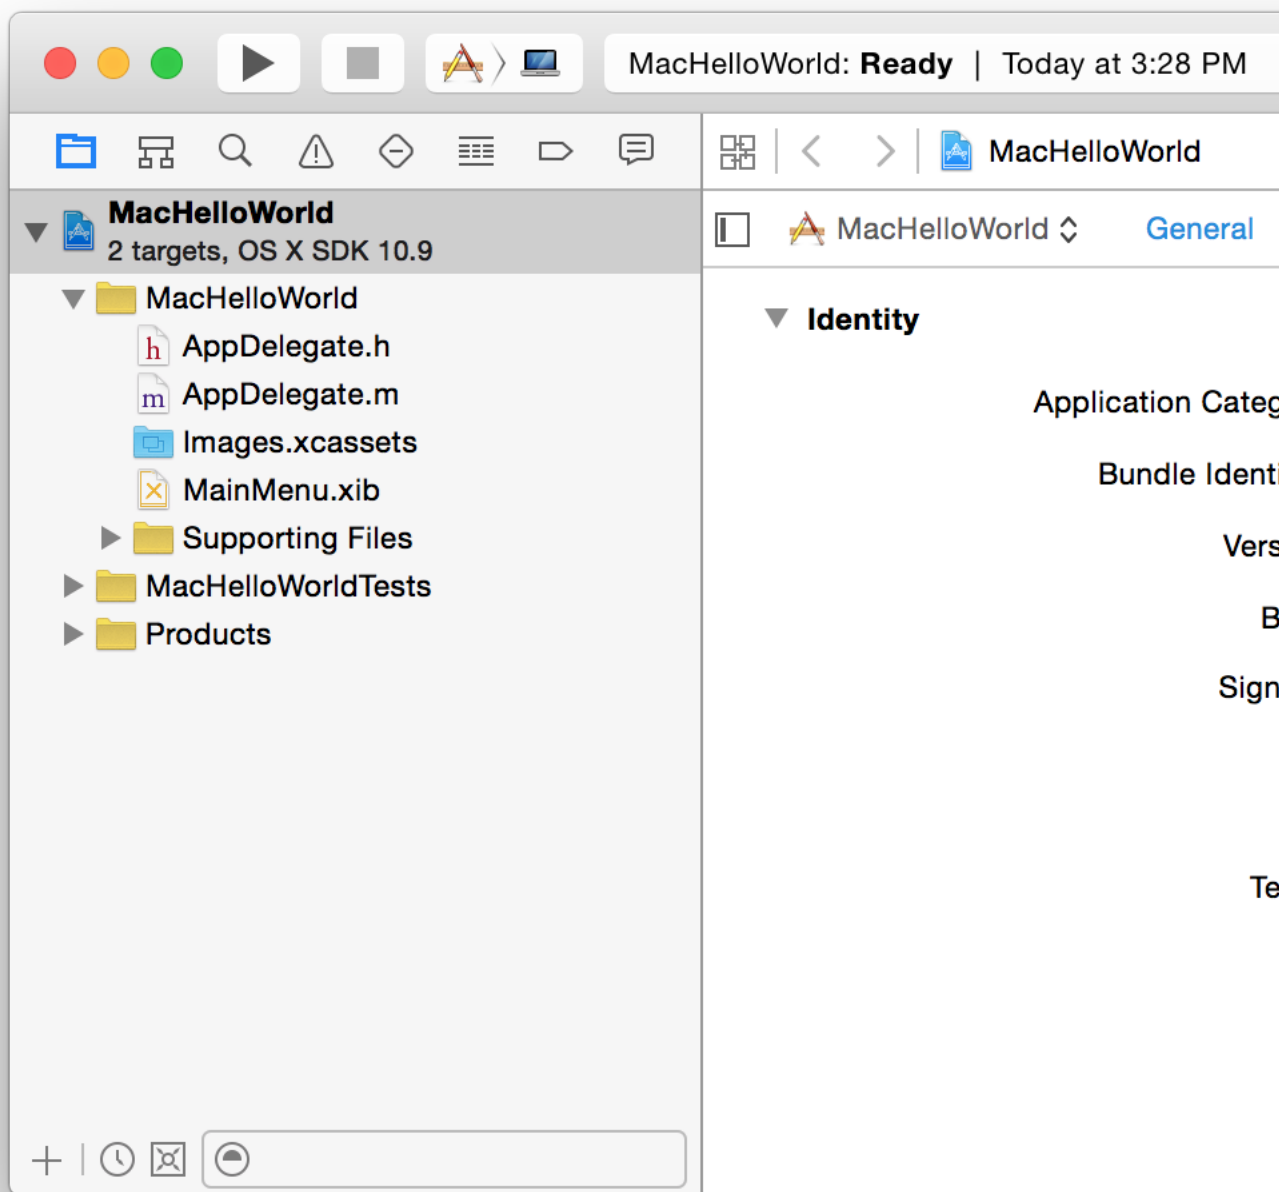 MacHelloWorld: Ready | Today at 3:28 PM
MacHelloWorld
2 targets, OS X SDK 10.9
MacHelloWorld
h AppDelegate.h
m AppDelegate.m
Images.xcassets
MainMenu.xib
Supporting Files
MacHelloWorldTests
Products
MacHelloWorld
MacHelloWorld General
Identity
Application Categ
Bundle Identi
Vers
B
Sign
Te